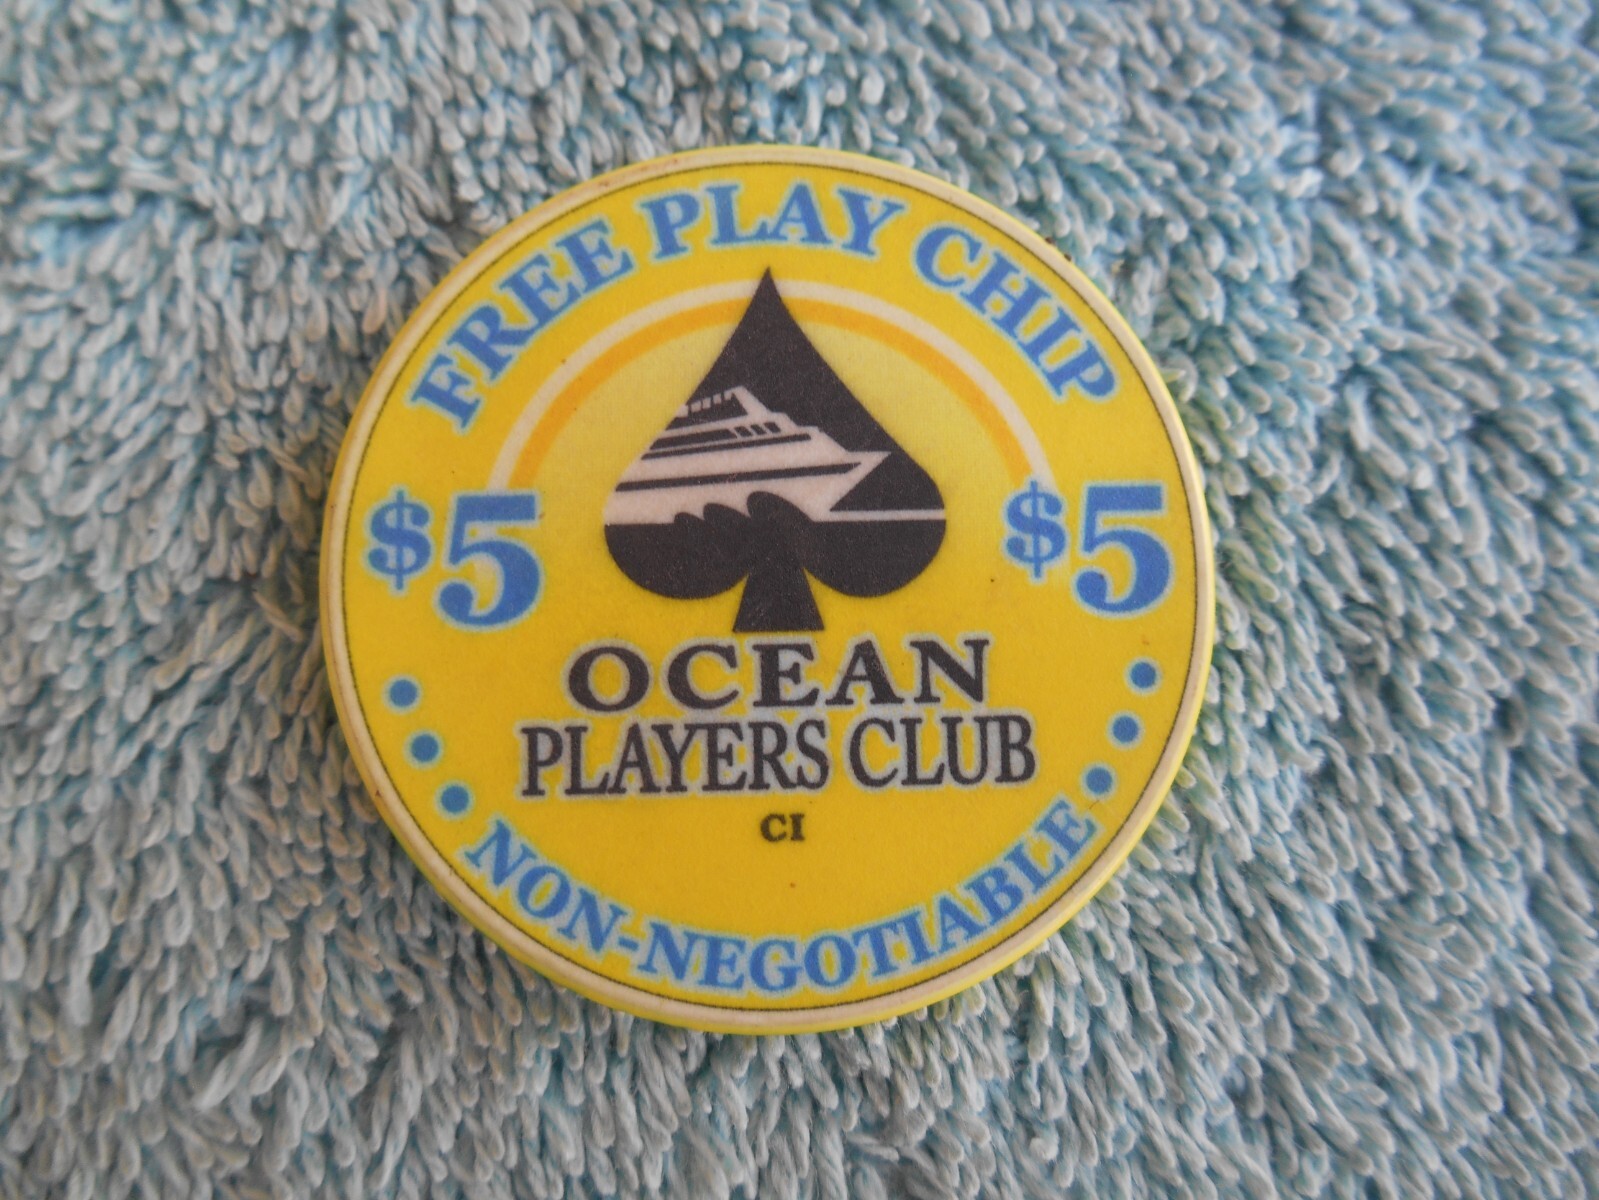 FREE PLAY CHIP
$5 $5
OCEAN
PLAYERS CLUB
CI
NON-NEGOTIABLE